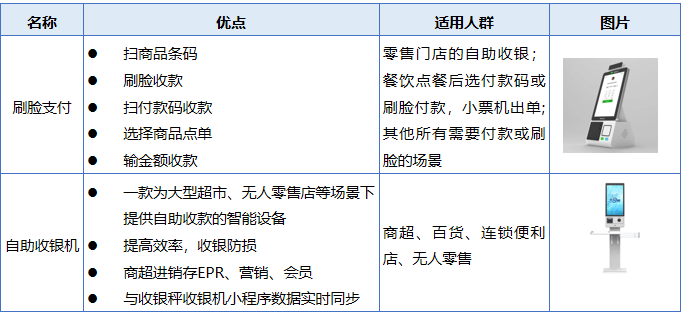 名称 优点 适用人群 图片
刷脸支付
● 扫商品条码
● 刷脸收款
● 扫付款码收款
● 选择商品点单
● 输金额收款
零售门店的自助收银；
餐饮点餐后选付款码或
刷脸付款，小票机出单;
其他所有需要付款或刷
脸的场景
自助收银机
● 一款为大型超市、无人零售店等场景下
提供自助收款的智能设备
● 提高效率，收银防损
● 商超进销存EPR、营销、会员
● 与收银秤收银机小程序数据实时同步
商超、百货、连锁便利
店、无人零售